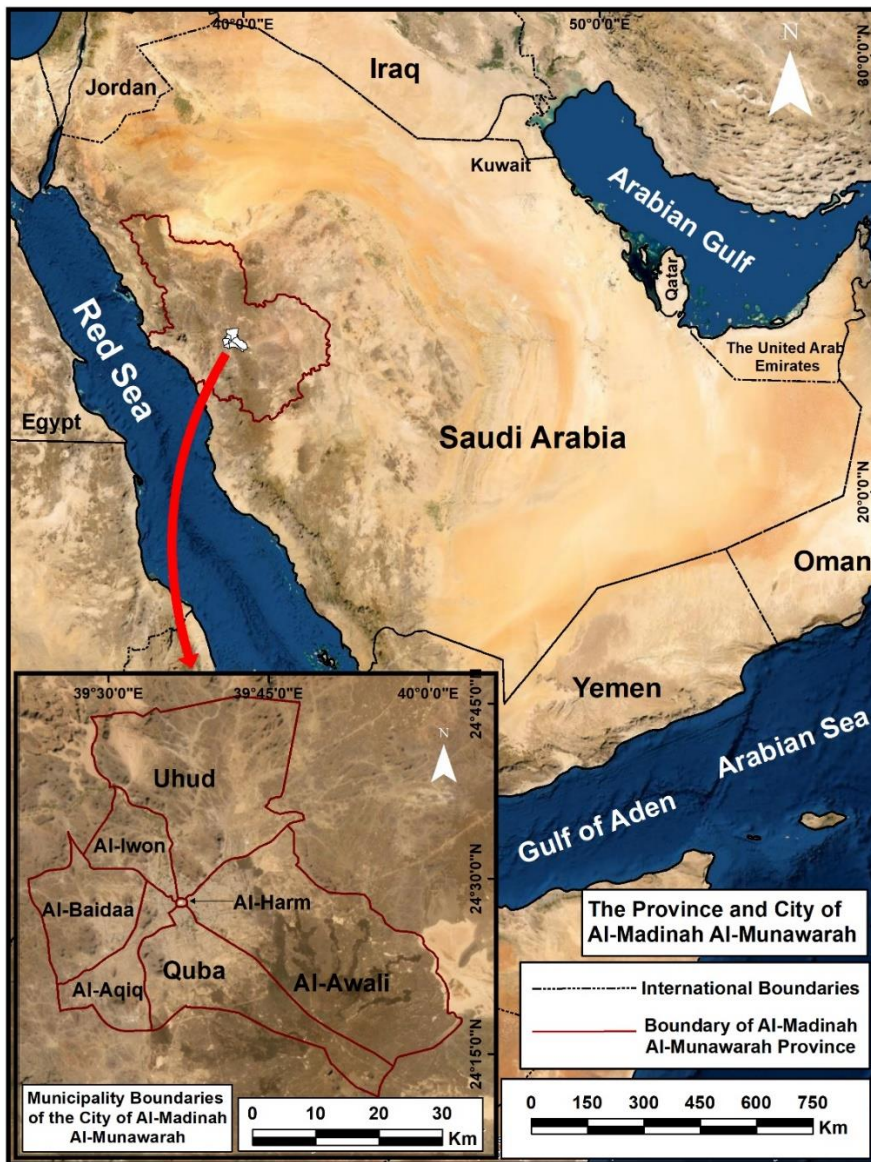 40°0'0"E
50°0'0"E
N
Iraq
Jordan
30°0'0"N
Kuwait
Arabian Gulf
Qatar
Red Sea
The United Arab
Emirates
Egypt
Saudi Arabia
20°0'0"N
Oman
Yemen
Arabian Sea
Gulf of Aden
39°30'0"E
39°45'0"E
40°0'0"E
24°45'0"N
N
Uhud
Al-Iwon
24°30'0"N
Al-Baidaa
Al-Harm
Quba
Al-Aqiq
Al-Awali
24°15'0"N
Municipality Boundaries
of the City of Al-Madinah
Al-Munawarah
0 10 20 30
Km
The Province and City of
Al-Madinah Al-Munawarah
International Boundaries
Boundary of Al-Madinah
Al-Munawarah Province
0 150 300 450 600 750
Km